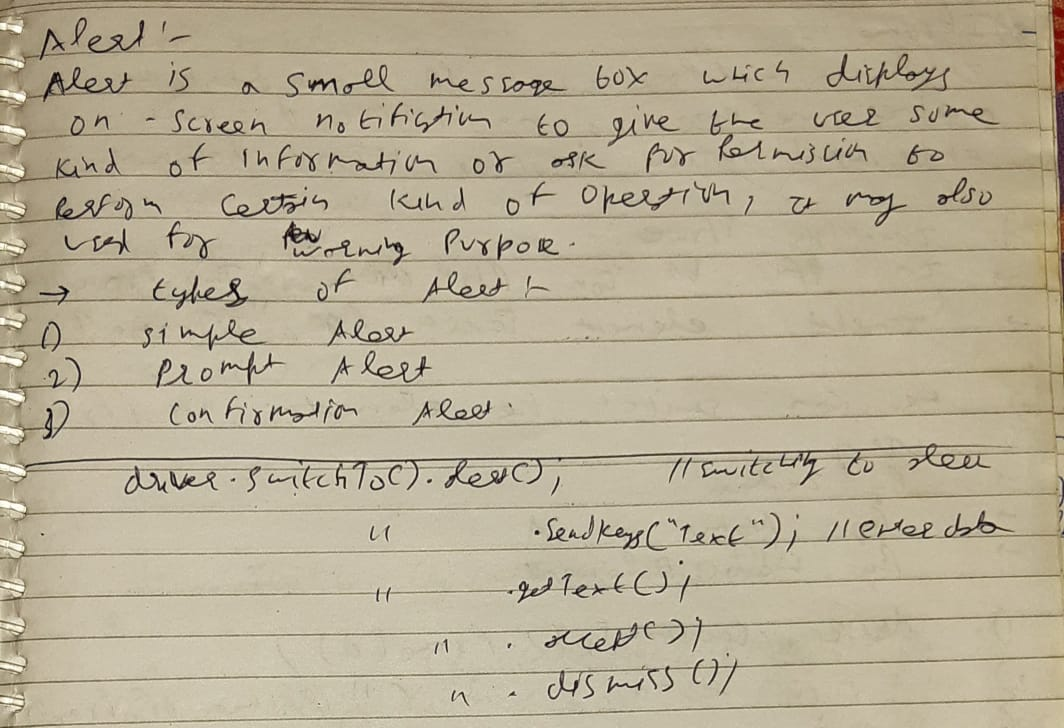 Alert :-
Alert is a small message box which displays
on - screen notifiction to give the user some
kind of information or ask for Permission to
Perform certain kind of operation, it may also
used for warning Purpose.
→ types of Alert :-
1) simple Alert
2) Prompt Alert
3) Confirmation Alert.
driver.switchTo().alert(); // switching to alert
" .Sendkeys("Text"); // enter data
" .getText();
" . accept();
" . dismiss();